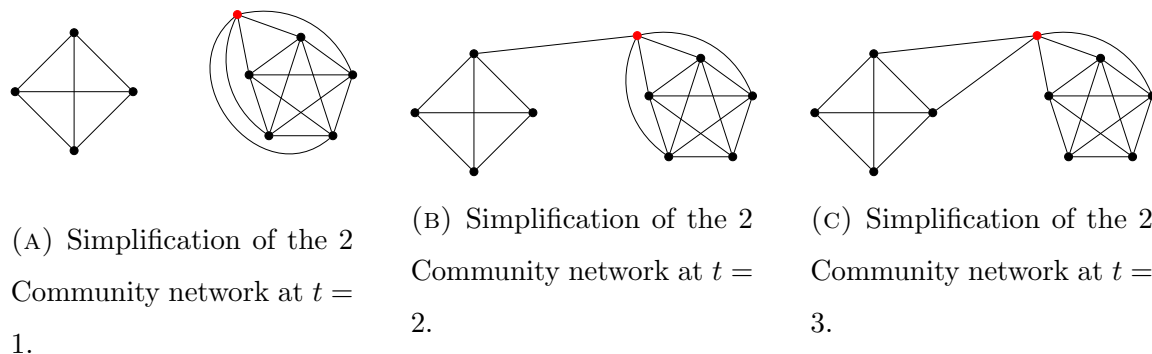 (A) Simplification of the 2
Community network at t =
1.
(B) Simplification of the 2
Community network at t =
2.
(C) Simplification of the 2
Community network at t =
3.